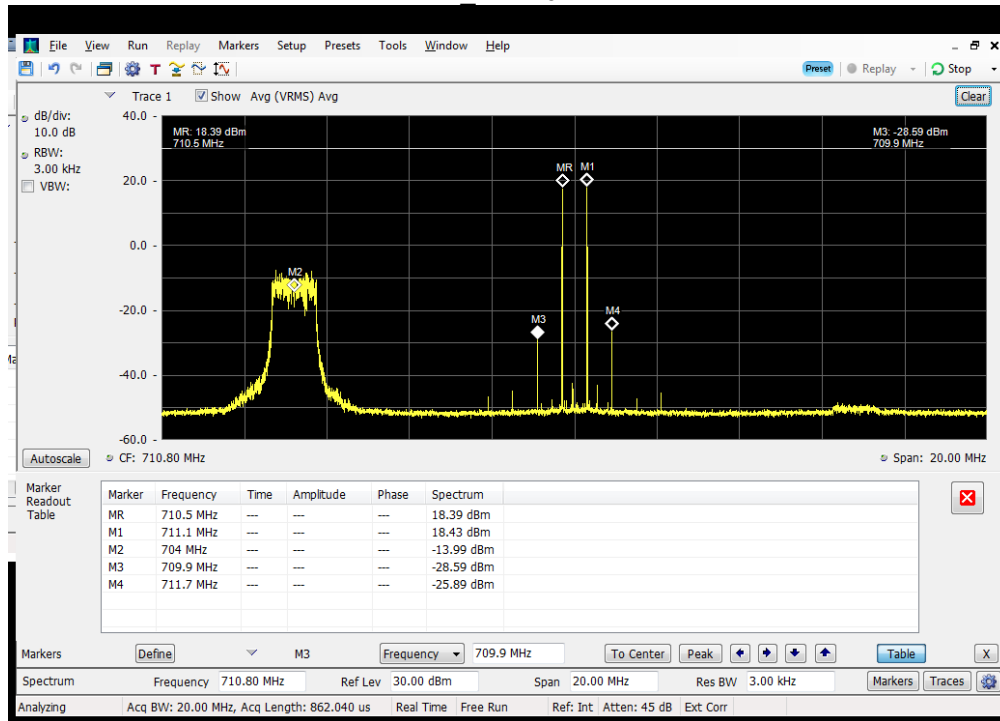 File View Run Replay Markers Setup Presets Tools Window Help
T Preset Replay Stop
Trace 1 Show Avg (VRMS) Avg Clear
dB/div:
10.0 dB
RBW:
3.00 kHz
VBW:
40.0
20.0
0.0
-20.0
-40.0
-60.0
MR: 18.39 dBm
710.5 MHz
M3: -28.59 dBm
709.9 MHz
MR M1
M2
M3
M4
Autoscale CF: 710.80 MHz Span: 20.00 MHz
Marker
Readout
Table
Marker Frequency Time Amplitude Phase Spectrum
MR 710.5 MHz --- --- --- 18.39 dBm
M1 711.1 MHz --- --- --- 18.43 dBm
M2 704 MHz --- --- --- -13.99 dBm
M3 709.9 MHz --- --- --- -28.59 dBm
M4 711.7 MHz --- --- --- -25.89 dBm
Markers Define M3 Frequency 709.9 MHz To Center Peak Table X
Spectrum Frequency 710.80 MHz Ref Lev 30.00 dBm Span 20.00 MHz Res BW 3.00 kHz Markers Traces
Analyzing Acq BW: 20.00 MHz, Acq Length: 862.040 us Real Time Free Run Ref: Int Atten: 45 dB Ext Corr